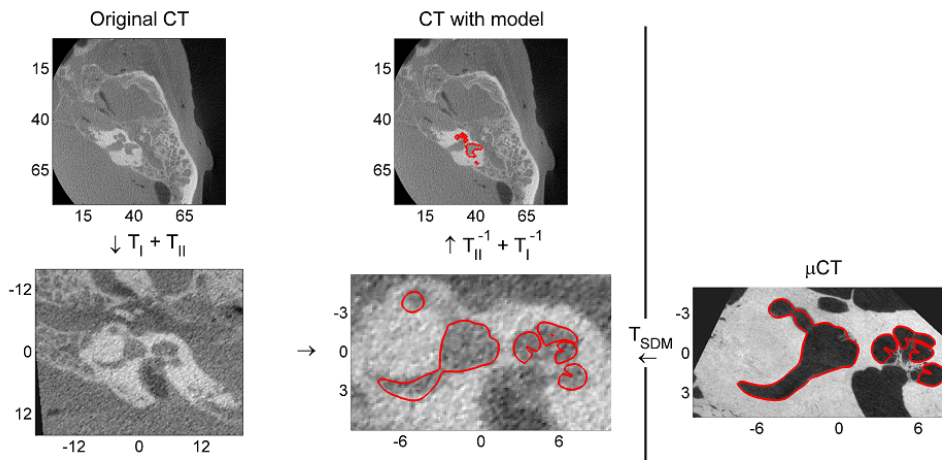 Original CT
CT with model
15
40
65
15 40 65
15
40
65
15 40 65
↓ T_I + T_II
↑ T_II^-1 + T_I^-1
μCT
-12
0
12
-12 0 12
→
-3
0
3
-6 0 6
T_SDM
←
-3
0
3
-6 0 6